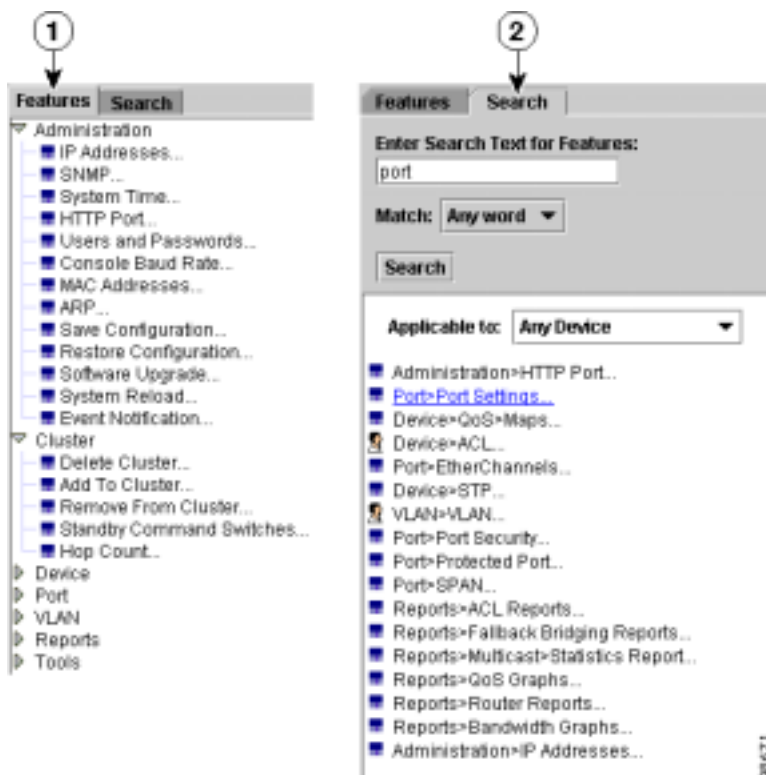 1
Features Search
Administration
IP Addresses...
SNMP...
System Time...
HTTP Port...
Users and Passwords...
Console Baud Rate...
MAC Addresses...
ARP...
Save Configuration...
Restore Configuration...
Software Upgrade...
System Reload...
Event Notification...
Cluster
Delete Cluster...
Add To Cluster...
Remove From Cluster...
Standby Command Switches...
Hop Count...
Device
Port
VLAN
Reports
Tools
2
Features Search
Enter Search Text for Features:
port
Match: Any word
Search
Applicable to: Any Device
Administration>HTTP Port...
Port>Port Settings...
Device>QoS>Maps...
Device>ACL...
Port>EtherChannels...
Device>STP...
VLAN>VLAN...
Port>Port Security...
Port>Protected Port...
Port>SPAN...
Reports>ACL Reports...
Reports>Fallback Bridging Reports...
Reports>Multicast>Statistics Report...
Reports>QoS Graphs...
Reports>Router Reports...
Reports>Bandwidth Graphs...
Administration>IP Addresses...